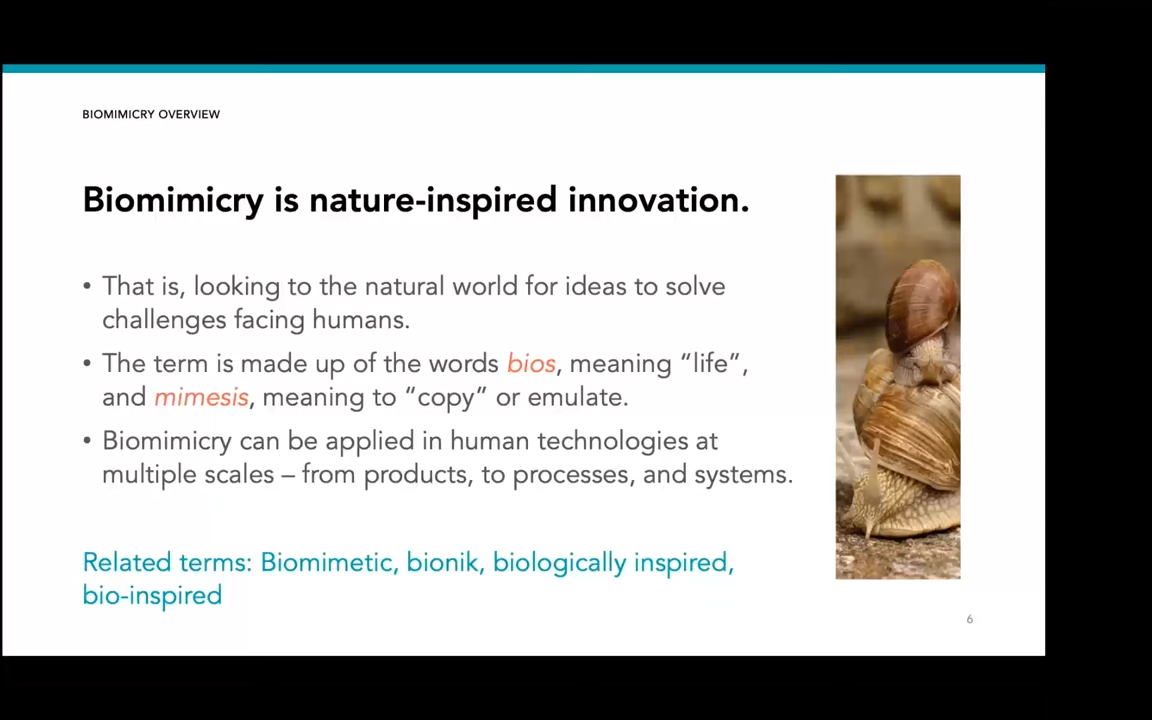 BIOMIMICRY OVERVIEW
Biomimicry is nature-inspired innovation.
• That is, looking to the natural world for ideas to solve
challenges facing humans.
• The term is made up of the words bios, meaning “life”,
and mimesis, meaning to “copy” or emulate.
• Biomimicry can be applied in human technologies at
multiple scales – from products, to processes, and systems.
Related terms: Biomimetic, bionik, biologically inspired,
bio-inspired
6